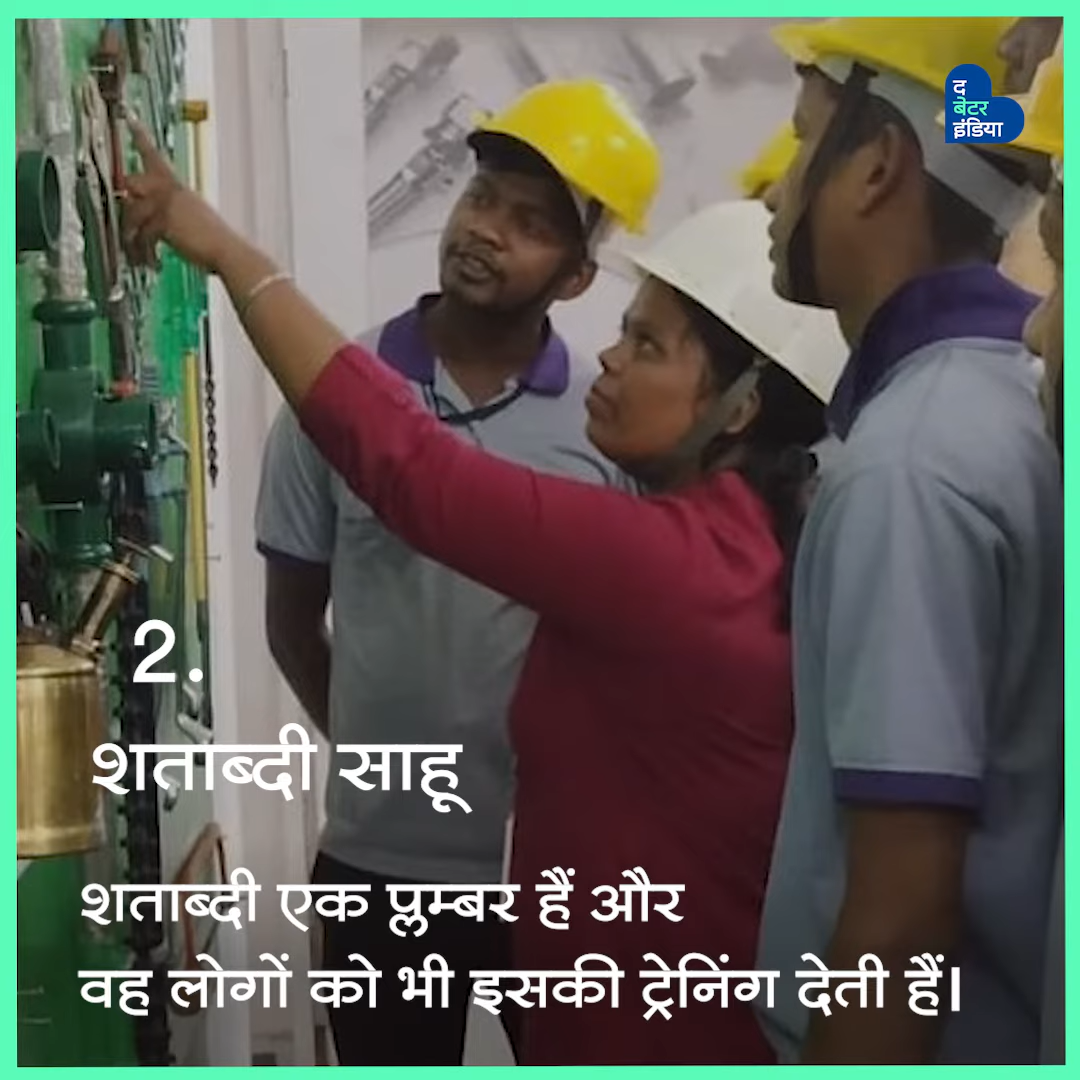 द
बेटर
इंडिया
2.
शताब्दी साहू
शताब्दी एक प्लम्बर हैं और
वह लोगों को भी इसकी ट्रेनिंग देती हैं।